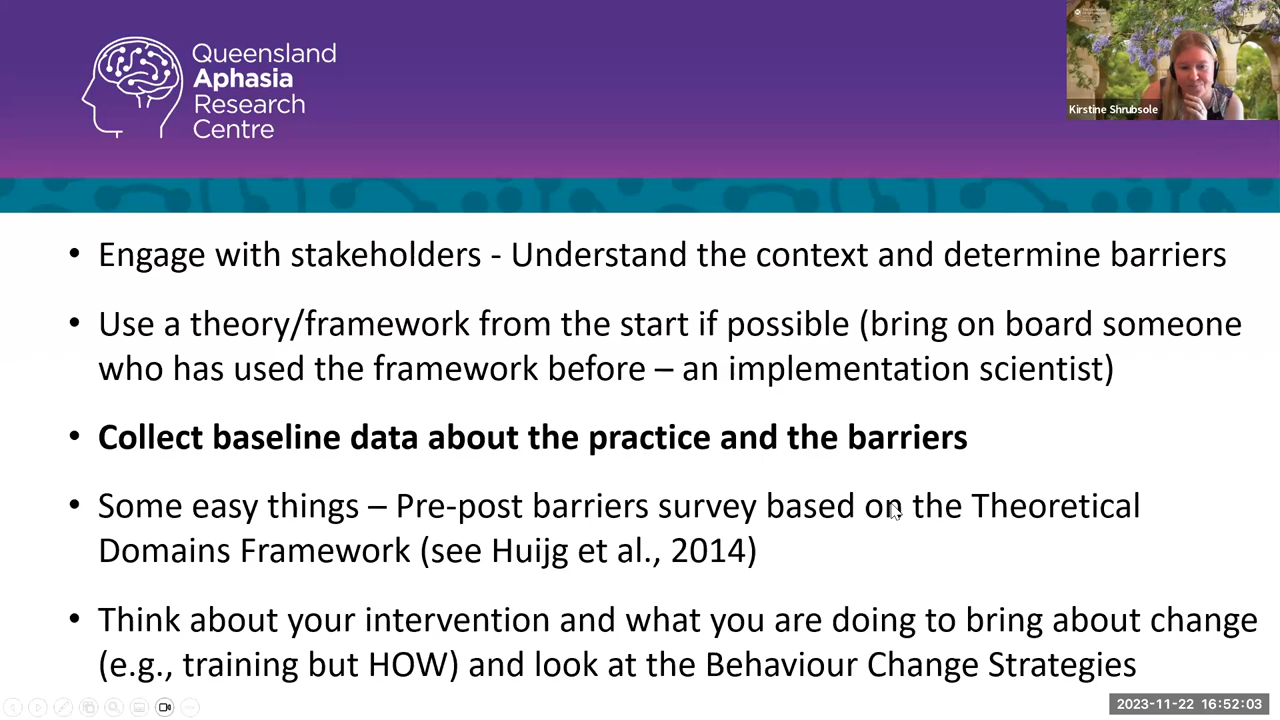 Queensland
Aphasia
Research
Centre
Kirstine Shrubsole
• Engage with stakeholders - Understand the context and determine barriers
• Use a theory/framework from the start if possible (bring on board someone
who has used the framework before – an implementation scientist)
• Collect baseline data about the practice and the barriers
• Some easy things – Pre-post barriers survey based on the Theoretical
Domains Framework (see Huijg et al., 2014)
• Think about your intervention and what you are doing to bring about change
(e.g., training but HOW) and look at the Behaviour Change Strategies
2023-11-22 16:52:03